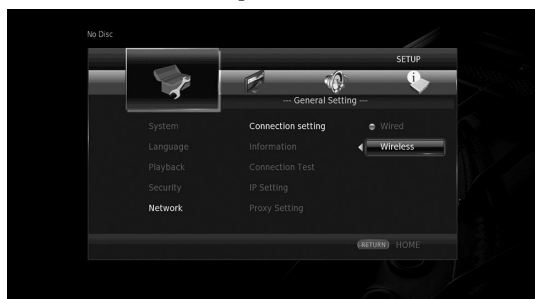 No Disc
SETUP
--- General Setting ---
System
Connection setting
Wired
Language
Information
Wireless
Playback
Connection Test
Security
IP Setting
Network
Proxy Setting
RETURN HOME